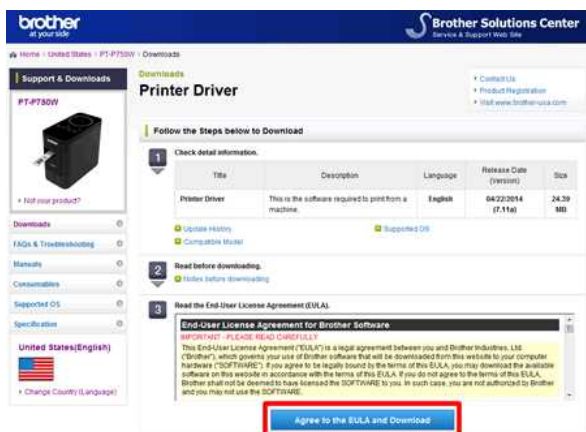 brother
at your side
Brother Solutions Center
Service & Support Web Site
Home > United States > PT-P750W > Downloads
Support & Downloads
PT-P750W
Not your product?
Downloads
FAQs & Troubleshooting
Manuals
Consumables
Supported OS
Specification
United States(English)
Change Country (Language)
Downloads
Printer Driver
Contact Us
Product Registration
Visit www.brother-usa.com
Follow the Steps below to Download
1
Check detail information.
Title Description Language Release Date (Version) Size
Printer Driver This is the software required to print from a machine. English 04/22/2014 (7.11a) 24.39 MB
Update History
Supported OS
Compatible Model
2
Read before downloading.
Notes before downloading
3
Read the End-User License Agreement (EULA).
End-User License Agreement for Brother Software
IMPORTANT - PLEASE READ CAREFULLY
This End-User License Agreement ("EULA") is a legal agreement between you and Brother Industries. Ltd.
("Brother"), which governs your use of Brother software that will be downloaded from this website to your computer
hardware ("SOFTWARE"). If you agree to be legally bound by the terms of this EULA, you may download the available
software on this website in accordance with the terms of this EULA. If you do not agree to the terms of this EULA,
Brother shall not be deemed to have licensed the SOFTWARE to you. In such case, you are not authorized by Brother
and you may not use the SOFTWARE.
Agree to the EULA and Download